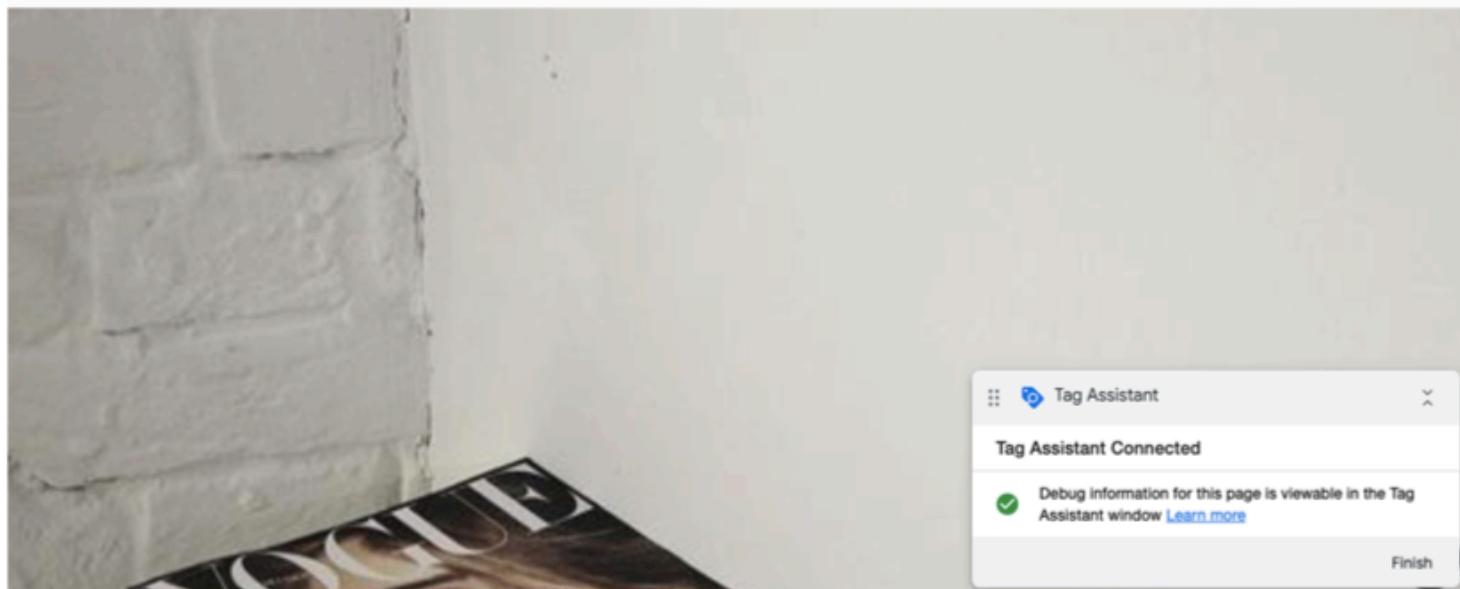 Tag Assistant
Tag Assistant Connected
Debug information for this page is viewable in the Tag
Assistant window Learn more
Finish
VOGUE